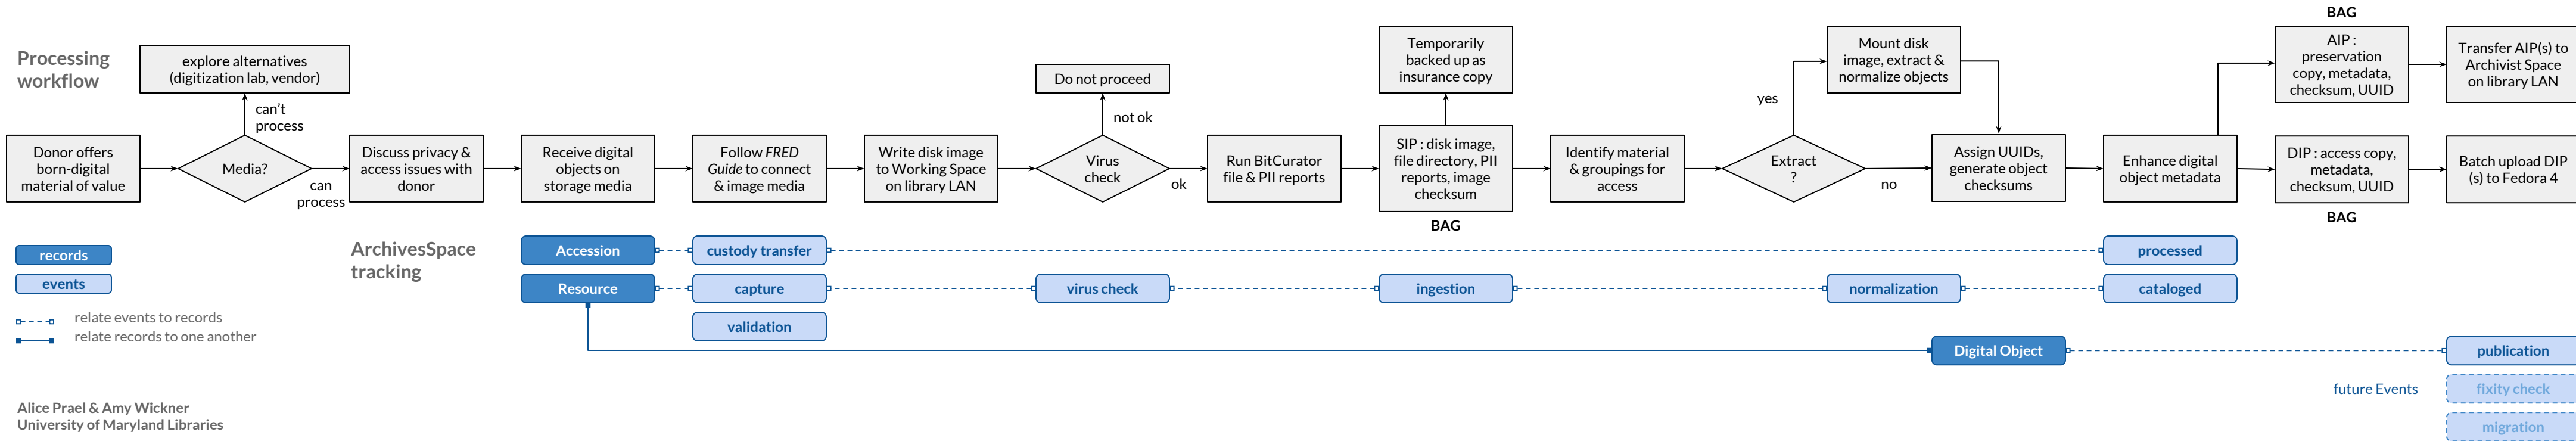 Processing
workflow
explore alternatives
(digitization lab, vendor)
can't
process
Donor offers
born-digital
material of value
Media?
can
process
Discuss privacy &
access issues with
donor
Receive digital
objects on
storage media
Follow FRED
Guide to connect
& image media
Write disk image
to Working Space
on library LAN
Do not proceed
not ok
Virus
check
ok
Run BitCurator
file & PII reports
Temporarily
backed up as
insurance copy
SIP : disk image,
file directory, PII
reports, image
checksum
BAG
Identify material
& groupings for
access
Extract
?
yes
no
Mount disk
image, extract &
normalize objects
Assign UUIDs,
generate object
checksums
Enhance digital
object metadata
BAG
AIP :
preservation
copy, metadata,
checksum, UUID
Transfer AIP(s) to
Archivist Space
on library LAN
DIP : access copy,
metadata,
checksum, UUID
BAG
Batch upload DIP
(s) to Fedora 4
records
events
relate events to records
relate records to one another
ArchivesSpace
tracking
Accession
custody transfer
processed
Resource
capture
virus check
ingestion
normalization
cataloged
validation
Digital Object
publication
future Events
fixity check
migration
Alice Prael & Amy Wickner
University of Maryland Libraries